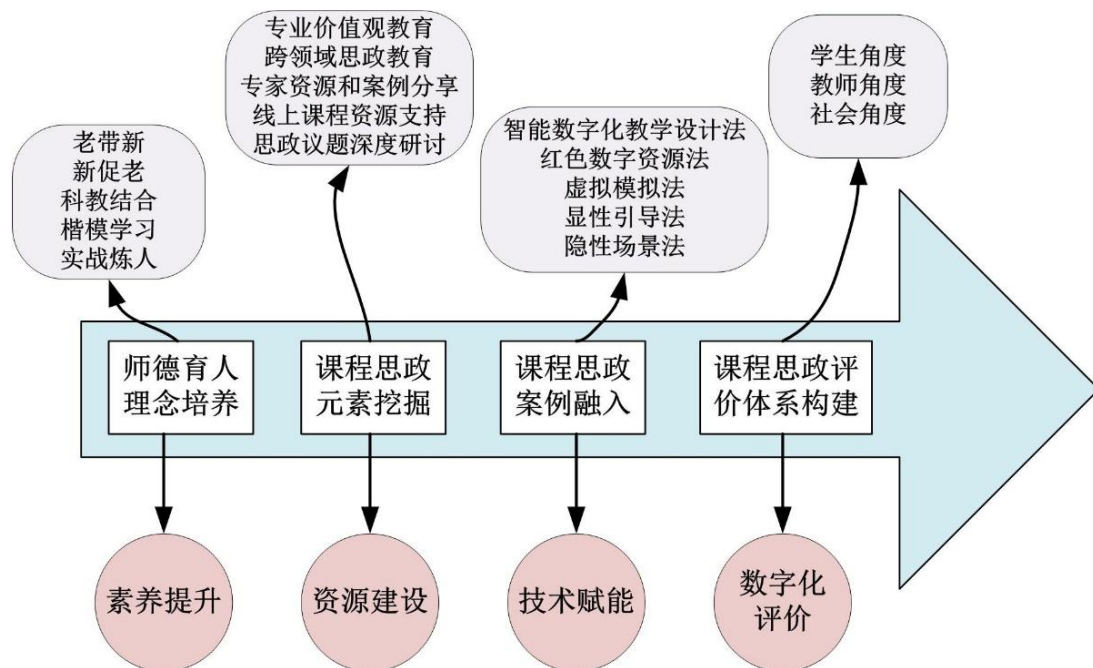 专业价值观教育
跨领域思政教育
专家资源和案例分享
线上课程资源支持
思政议题深度研讨
学生角度
教师角度
社会角度
智能数字化教学设计法
红色数字资源法
虚拟模拟法
显性引导法
隐性场景法
老带新
新促老
科教结合
楷模学习
实战炼人
师德育人
理念培养
课程思政
元素挖掘
课程思政
案例融入
课程思政评
价体系构建
素养提升
资源建设
技术赋能
数字化
评价